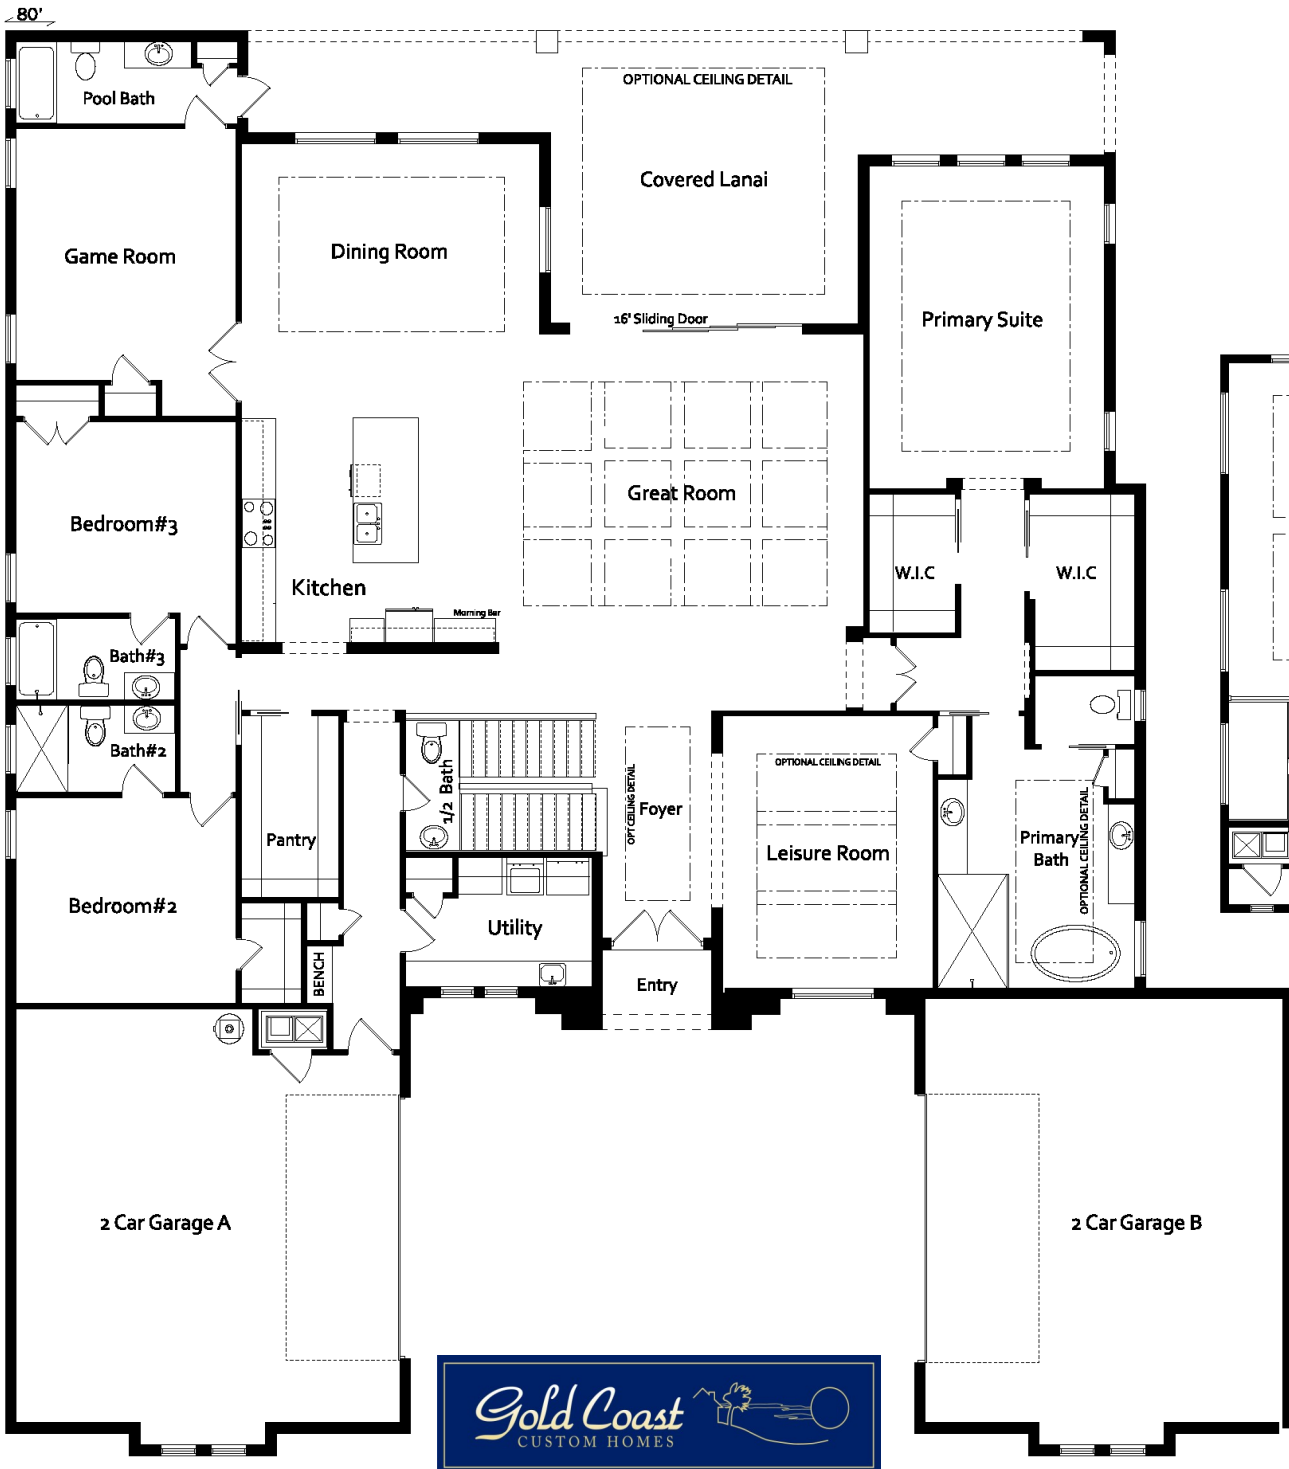 80'
Pool Bath
OPTIONAL CEILING DETAIL
Covered Lanai
Game Room
Dining Room
16' Sliding Door
Primary Suite
Great Room
Bedroom#3
Kitchen
Morning Bar
W.I.C
W.I.C
Bath#3
Bath#2
1/2 Bath
OPT CEILING DETAIL
Foyer
OPTIONAL CEILING DETAIL
Leisure Room
Primary
Bath
OPTIONAL CEILING DETAIL
Pantry
Bedroom#2
Utility
BENCH
Entry
2 Car Garage A
2 Car Garage B
Gold Coast
CUSTOM HOMES